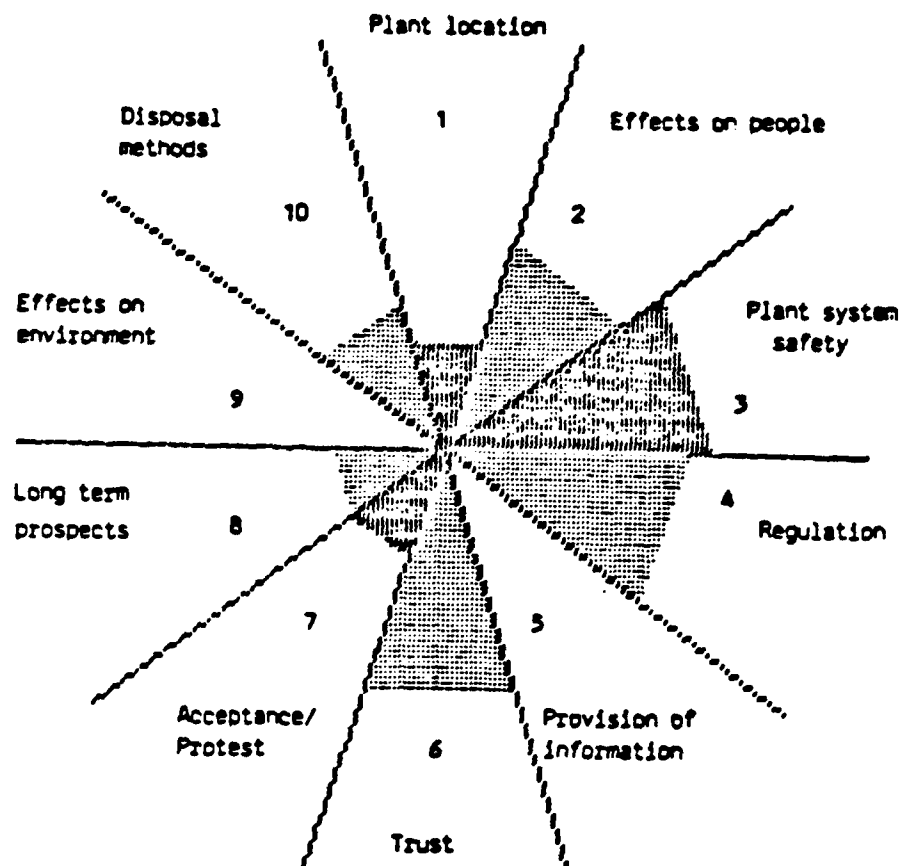 Plant location
1
Disposal
methods
Effects on people
10
2
Effects on
environment
Plant system
safety
9
3
Long term
prospects
8
4
Regulation
7
5
Acceptance/
Protest
Provision of
information
6
Trust